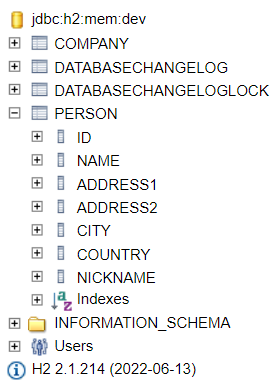 jdbc:h2:mem:dev
COMPANY
DATABASECHANGELOG
DATABASECHANGELOGLOCK
PERSON
ID
NAME
ADDRESS1
ADDRESS2
CITY
COUNTRY
NICKNAME
Indexes
INFORMATION_SCHEMA
Users
H2 2.1.214 (2022-06-13)